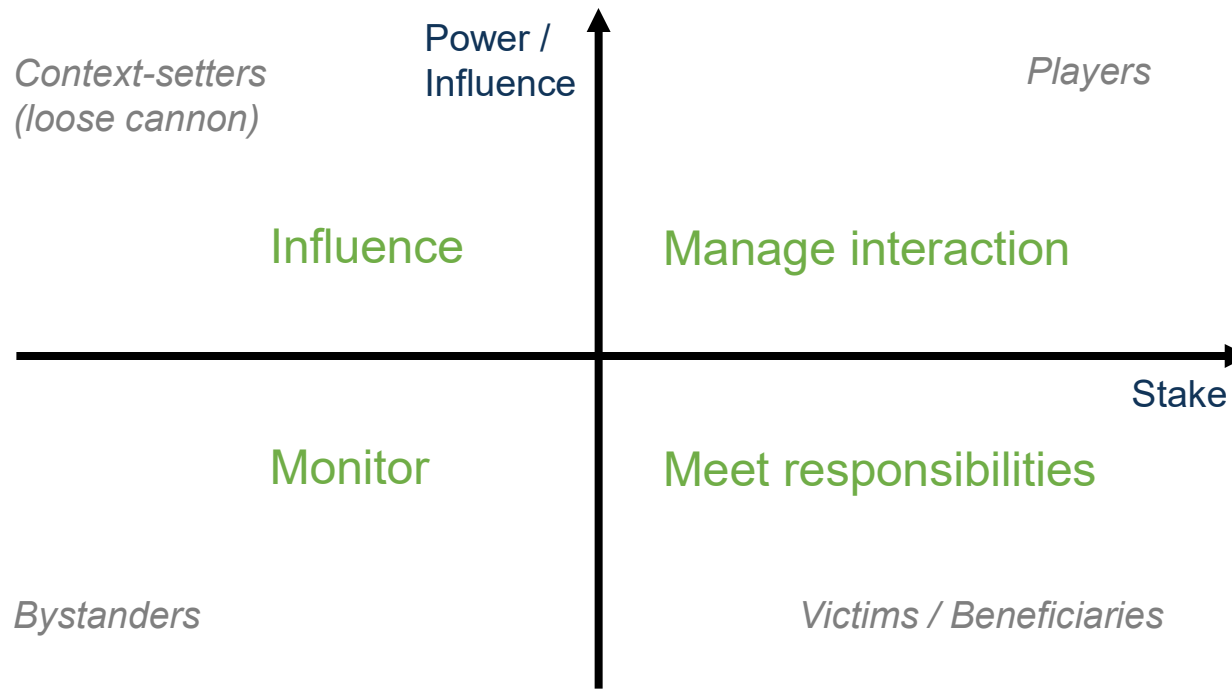 Power /
Influence
Context-setters
(loose cannon)
Players
Influence
Manage interaction
Stake
Monitor
Meet responsibilities
Bystanders
Victims / Beneficiaries